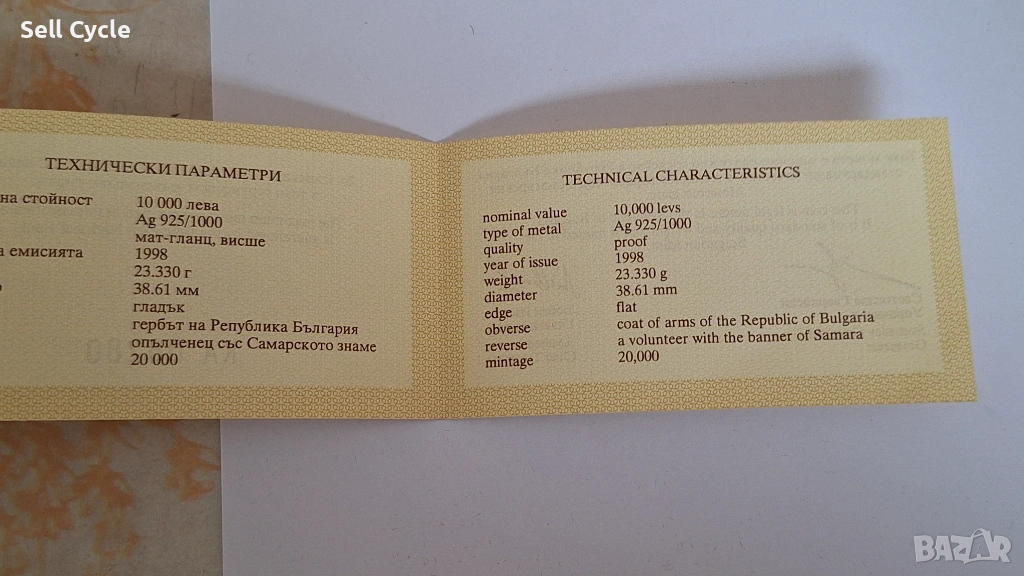 Sell Cycle
ТЕХНИЧЕСКИ ПАРАМЕТРИ
на стойност 10 000 лева
Ag 925/1000
мат-гланц, висше
а емисията 1998
23.330 г
38.61 мм
гладък
гербът на Република България
опълченец със Самарското знаме
20 000
TECHNICAL CHARACTERISTICS
nominal value 10,000 levs
type of metal Ag 925/1000
quality proof
year of issue 1998
weight 23.330 g
diameter 38.61 mm
edge flat
obverse coat of arms of the Republic of Bulgaria
reverse a volunteer with the banner of Samara
mintage 20,000
BAZAR